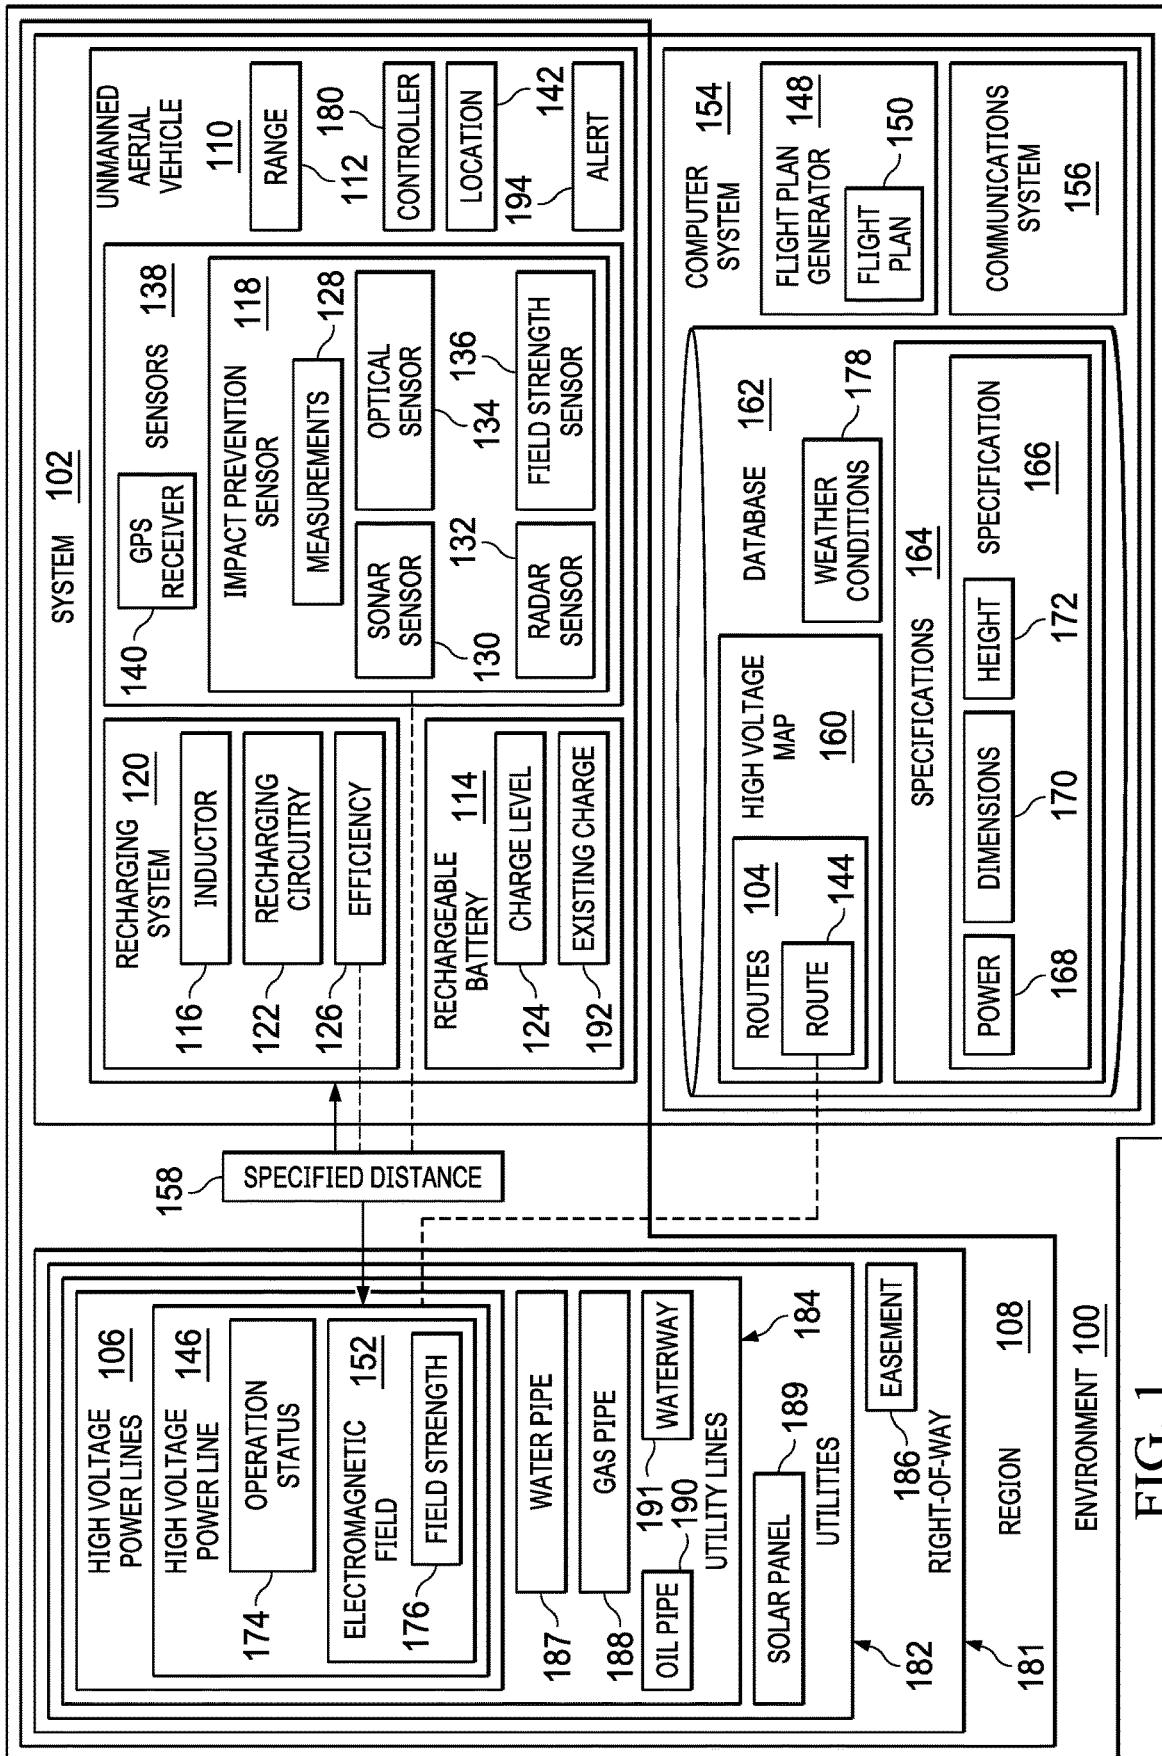 SYSTEM 102
UNMANNED
AERIAL
VEHICLE
110
RANGE
112
180
CONTROLLER
LOCATION
142
194
ALERT
SENSORS 138
GPS
RECEIVER
140
IMPACT PREVENTION
SENSOR
118
MEASUREMENTS
128
SONAR
SENSOR
130
OPTICAL
SENSOR
134
RADAR
SENSOR
132
FIELD STRENGTH
SENSOR
136
RECHARGING
SYSTEM
120
INDUCTOR
116
RECHARGING
CIRCUITRY
122
EFFICIENCY
126
RECHARGEABLE
BATTERY
114
CHARGE LEVEL
124
EXISTING CHARGE
192
158
SPECIFIED DISTANCE
HIGH VOLTAGE
POWER LINES
106
HIGH VOLTAGE
POWER LINE
146
OPERATION
STATUS
174
ELECTROMAGNETIC
FIELD
152
FIELD STRENGTH
176
WATER PIPE
187
GAS PIPE
188
OIL PIPE
190
WATERWAY
191
UTILITY LINES
184
SOLAR PANEL
189
UTILITIES
182
EASEMENT
186
RIGHT-OF-WAY
181
REGION
108
ENVIRONMENT 100
COMPUTER
SYSTEM
154
FLIGHT PLAN
GENERATOR
148
FLIGHT
PLAN
150
COMMUNICATIONS
SYSTEM
156
DATABASE 162
WEATHER
CONDITIONS
178
HIGH VOLTAGE
MAP
160
ROUTES 104
ROUTE
144
SPECIFICATIONS 164
SPECIFICATION
166
POWER
168
DIMENSIONS
170
HEIGHT
172
FIG. 1